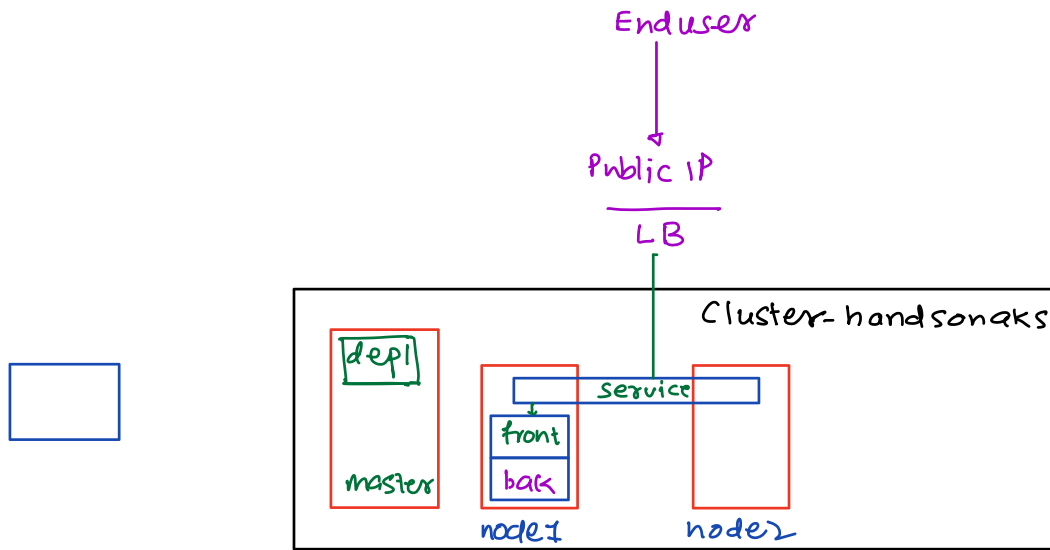 Enduser
Public IP
LB
Cluster-handsonaks
depl
service
front
master
back
node1
node2